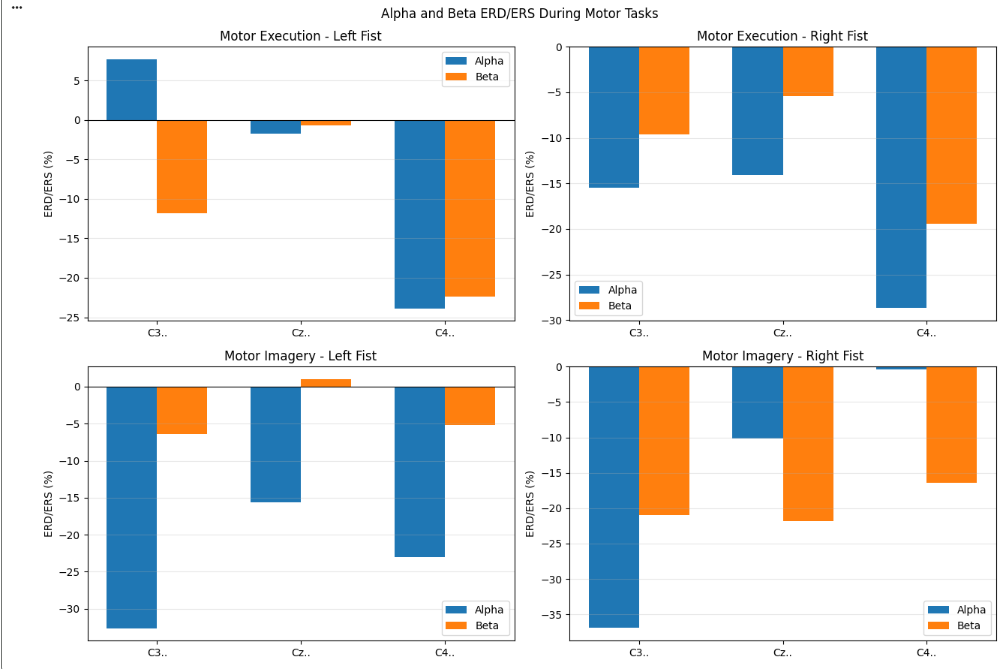 ...
Alpha and Beta ERD/ERS During Motor Tasks
Motor Execution - Left Fist
Alpha
Beta
ERD/ERS (%)
5
0
−5
−10
−15
−20
−25
C3..
Cz..
C4..
Motor Execution - Right Fist
ERD/ERS (%)
0
−5
−10
−15
−20
−25
−30
Alpha
Beta
C3..
Cz..
C4..
Motor Imagery - Left Fist
ERD/ERS (%)
0
−5
−10
−15
−20
−25
−30
Alpha
Beta
C3..
Cz..
C4..
Motor Imagery - Right Fist
ERD/ERS (%)
0
−5
−10
−15
−20
−25
−30
−35
Alpha
Beta
C3..
Cz..
C4..